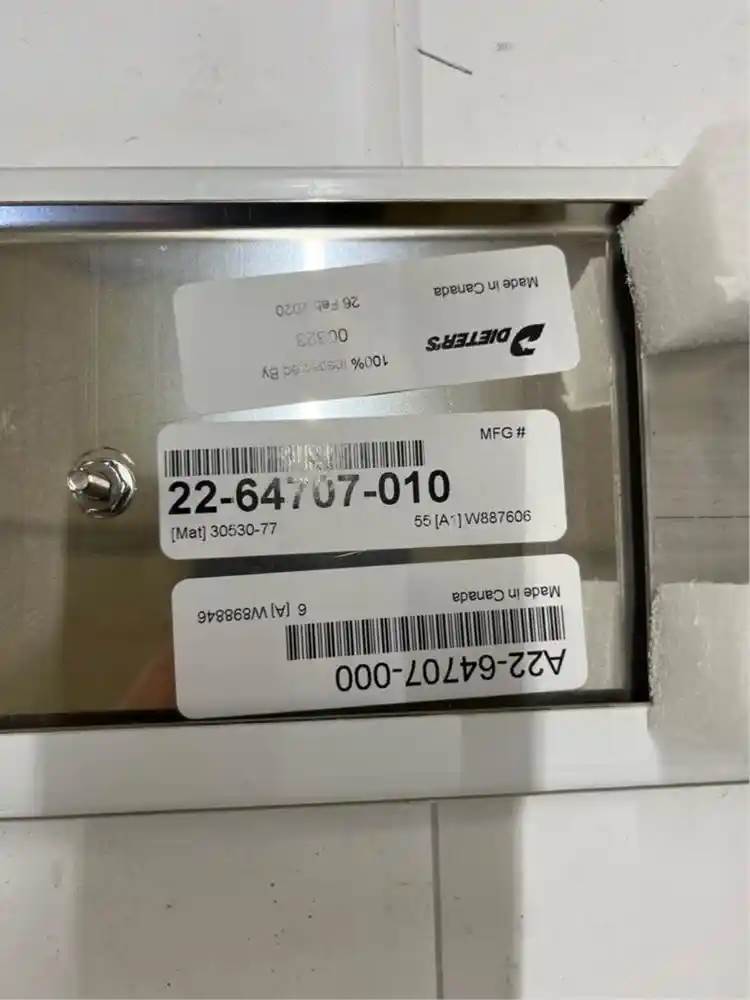 Made in Canada
26 Feb 2020
DIETER'S
00323
100% Inspected By
MFG #
22-64707-010
[Mat] 30530-77
55 [A1] W887606
Made in Canada
6 [A] W898846
A22-64707-000